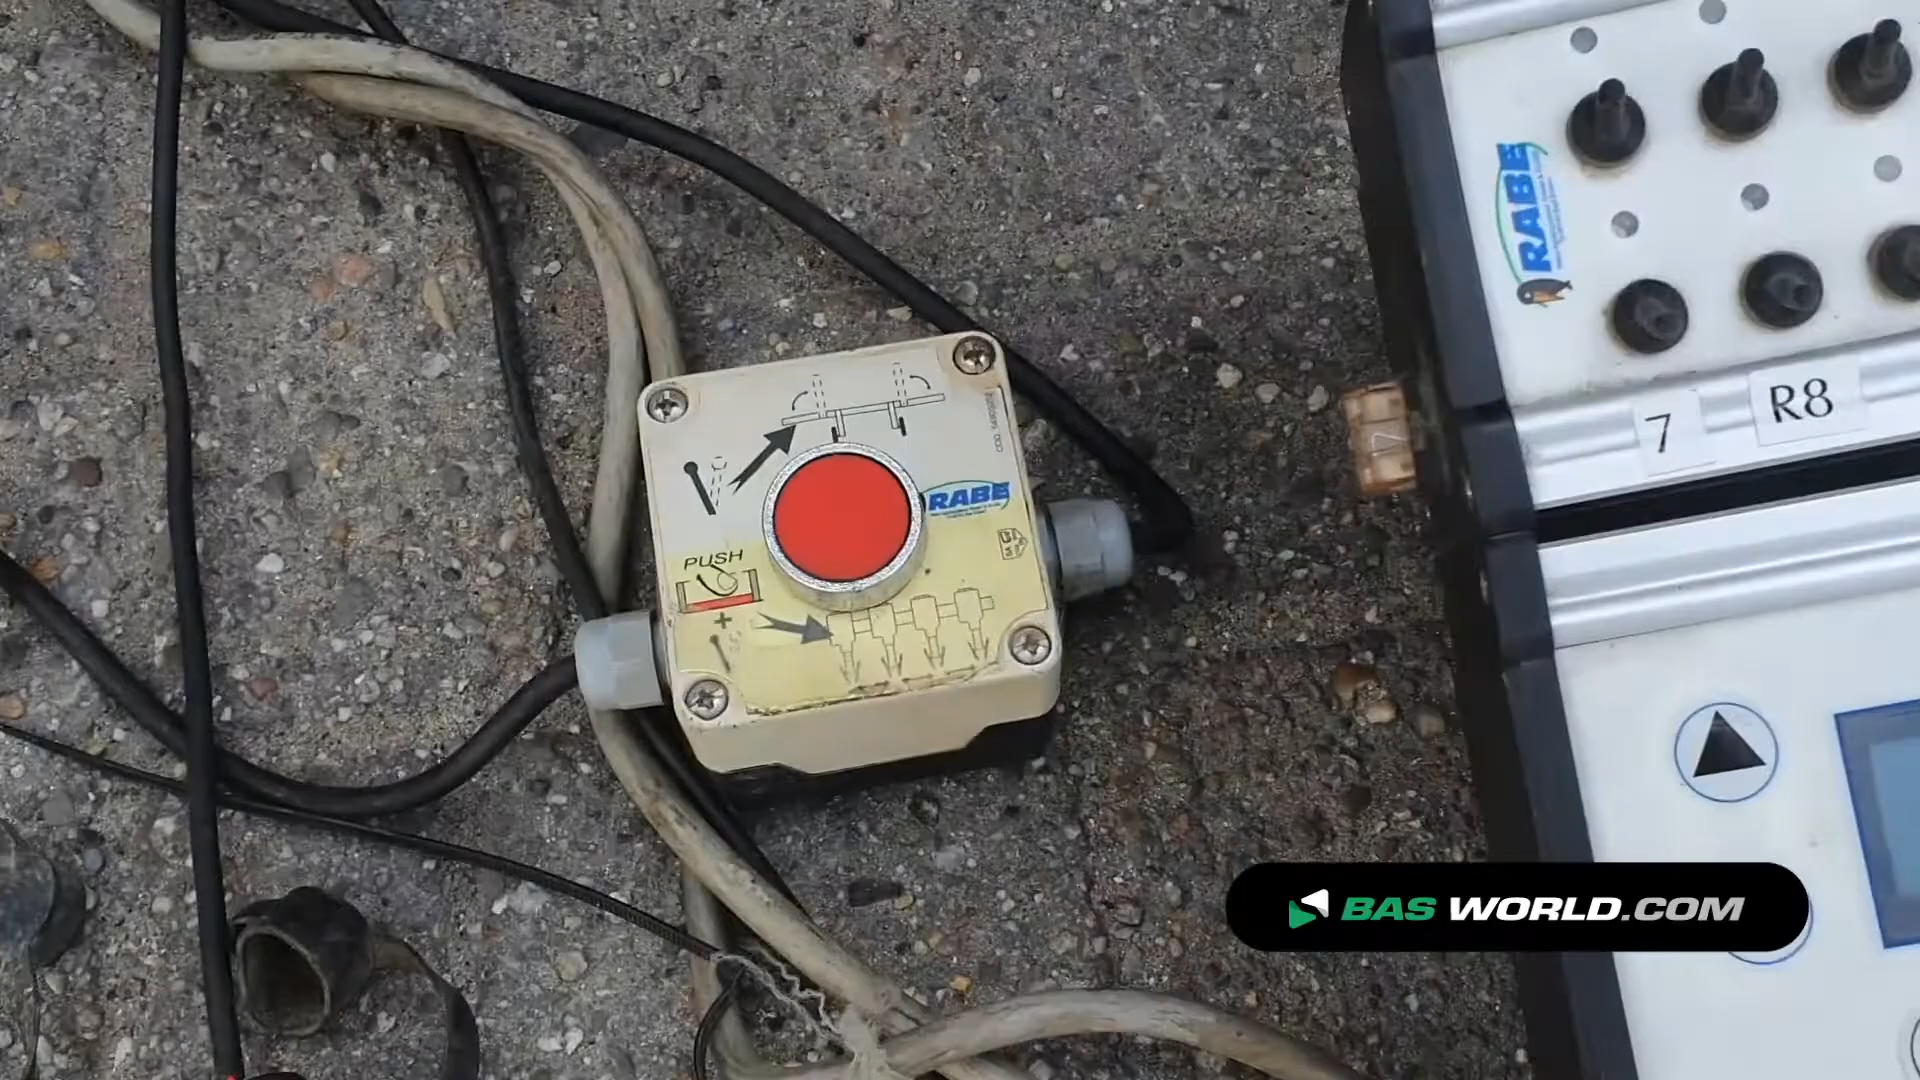 RABE
7
R8
RABE
PUSH
+
BAS WORLD.COM